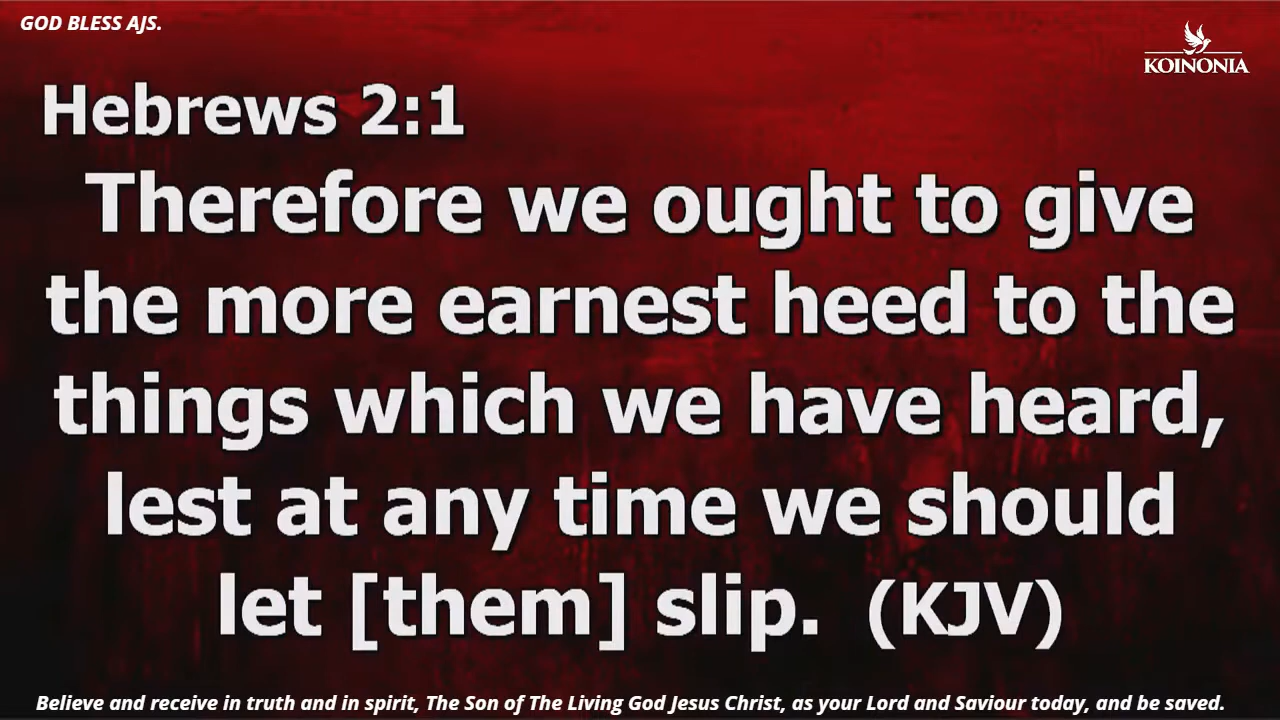 GOD BLESS AJS.
KOINONIA
Hebrews 2:1
Therefore we ought to give
the more earnest heed to the
things which we have heard,
lest at any time we should
let [them] slip. (KJV)
Believe and receive in truth and in spirit, The Son of The Living God Jesus Christ, as your Lord and Saviour today, and be saved.